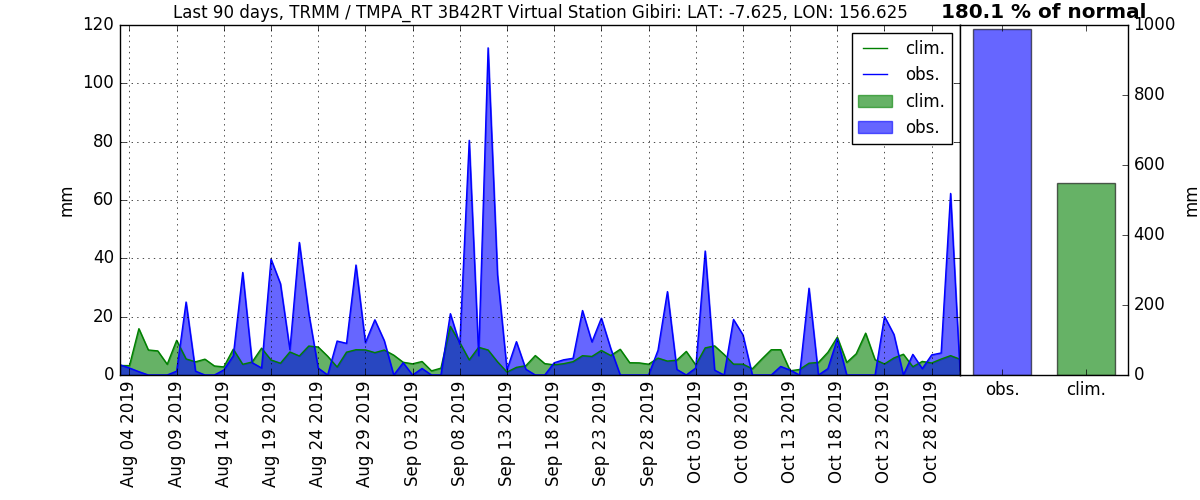 Last 90 days, TRMM / TMPA_RT 3B42RT Virtual Station Gibiri: LAT: -7.625, LON: 156.625
180.1 % of normal
120
100
80
60
40
20
0
mm
clim.
obs.
clim.
obs.
1000
800
600
400
200
0
mm
obs.
clim.
Aug 04 2019
Aug 09 2019
Aug 14 2019
Aug 19 2019
Aug 24 2019
Aug 29 2019
Sep 03 2019
Sep 08 2019
Sep 13 2019
Sep 18 2019
Sep 23 2019
Sep 28 2019
Oct 03 2019
Oct 08 2019
Oct 13 2019
Oct 18 2019
Oct 23 2019
Oct 28 2019